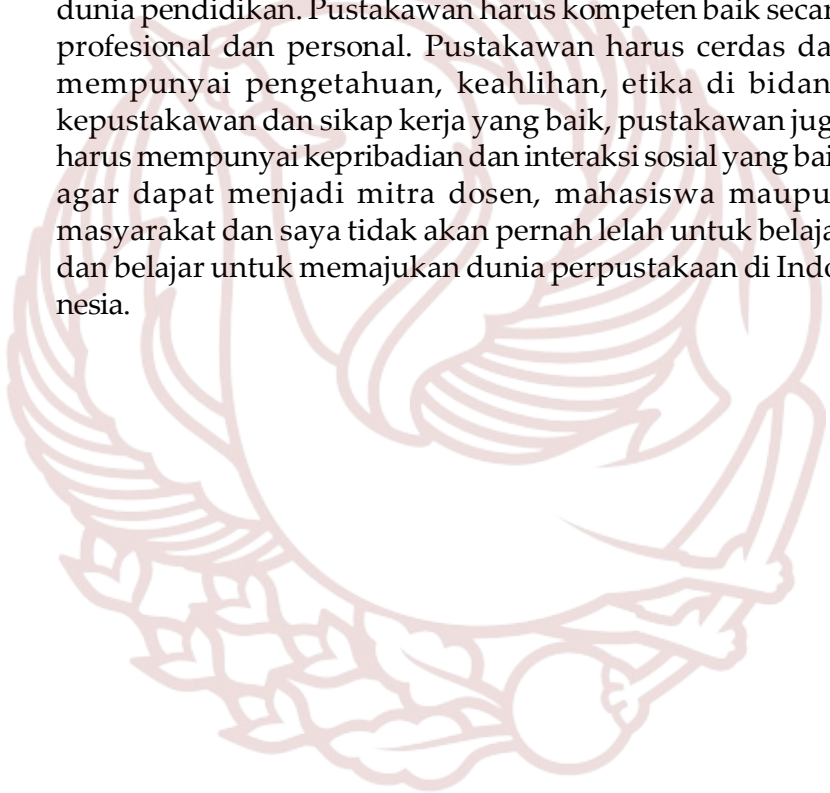 dunia pendidikan. Pustakawan harus kompeten baik secar
profesional dan personal. Pustakawan harus cerdas da
mempunyai pengetahuan, keahlihan, etika di bidan
kepustakawan dan sikap kerja yang baik, pustakawan jug
harus mempunyai kepribadian dan interaksi sosial yang bai
agar dapat menjadi mitra dosen, mahasiswa maupu
masyarakat dan saya tidak akan pernah lelah untuk belaja
dan belajar untuk memajukan dunia perpustakaan di Indo
nesia.